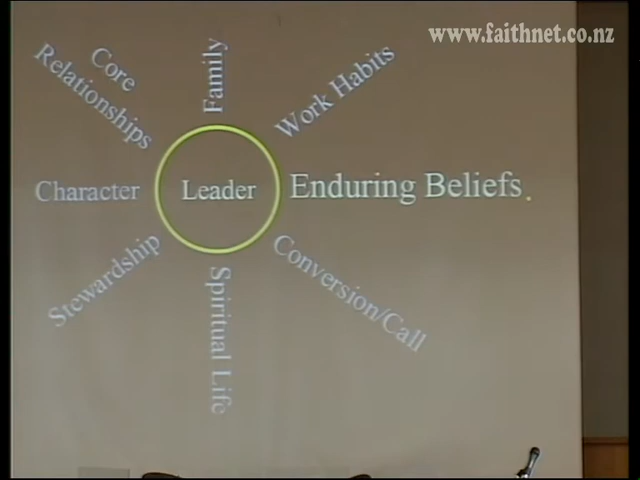 www.faithnet.co.nz
Core
Relationships
Family
Work Habits
Character
Leader
Enduring Beliefs.
Stewardship
Spiritual Life
Conversion/Call